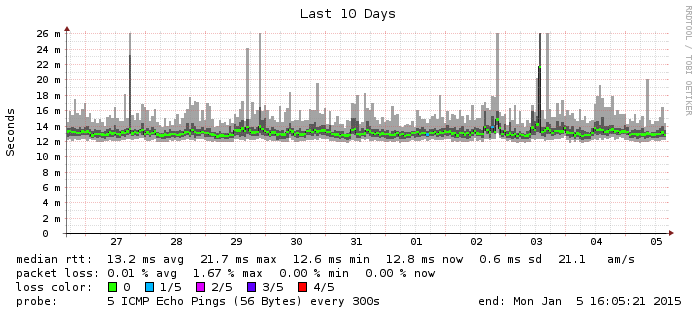 Last 10 Days
RRDTOOL / TOBI OETIKER
Seconds
26 m
24 m
22 m
20 m
18 m
16 m
14 m
12 m
10 m
8 m
6 m
4 m
2 m
0
27 28 29 30 31 01 02 03 04 05
median rtt: 13.2 ms avg 21.7 ms max 12.6 ms min 12.8 ms now 0.6 ms sd 21.1 am/s
packet loss: 0.01 % avg 1.67 % max 0.00 % min 0.00 % now
loss color: 0 1/5 2/5 3/5 4/5
probe: 5 ICMP Echo Pings (56 Bytes) every 300s end: Mon Jan 5 16:05:21 2015